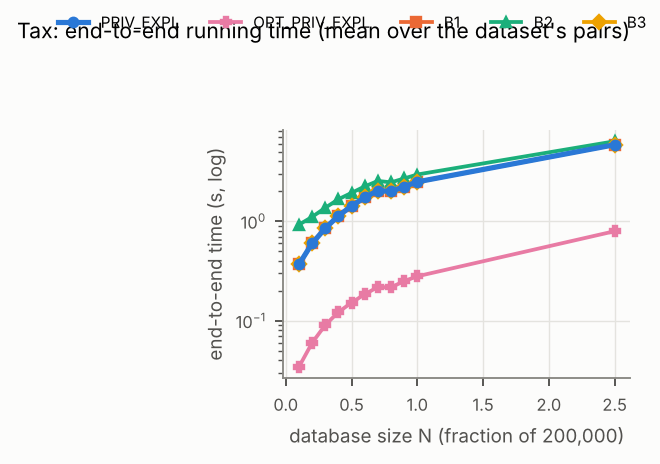 PRIV_EXPL OPT_PRIV_EXPL B1 B2 B3
Tax: end-to-end running time (mean over the dataset's pairs)
end-to-end time (s, log)
10⁰
10⁻¹
0.0 0.5 1.0 1.5 2.0 2.5
database size N (fraction of 200,000)